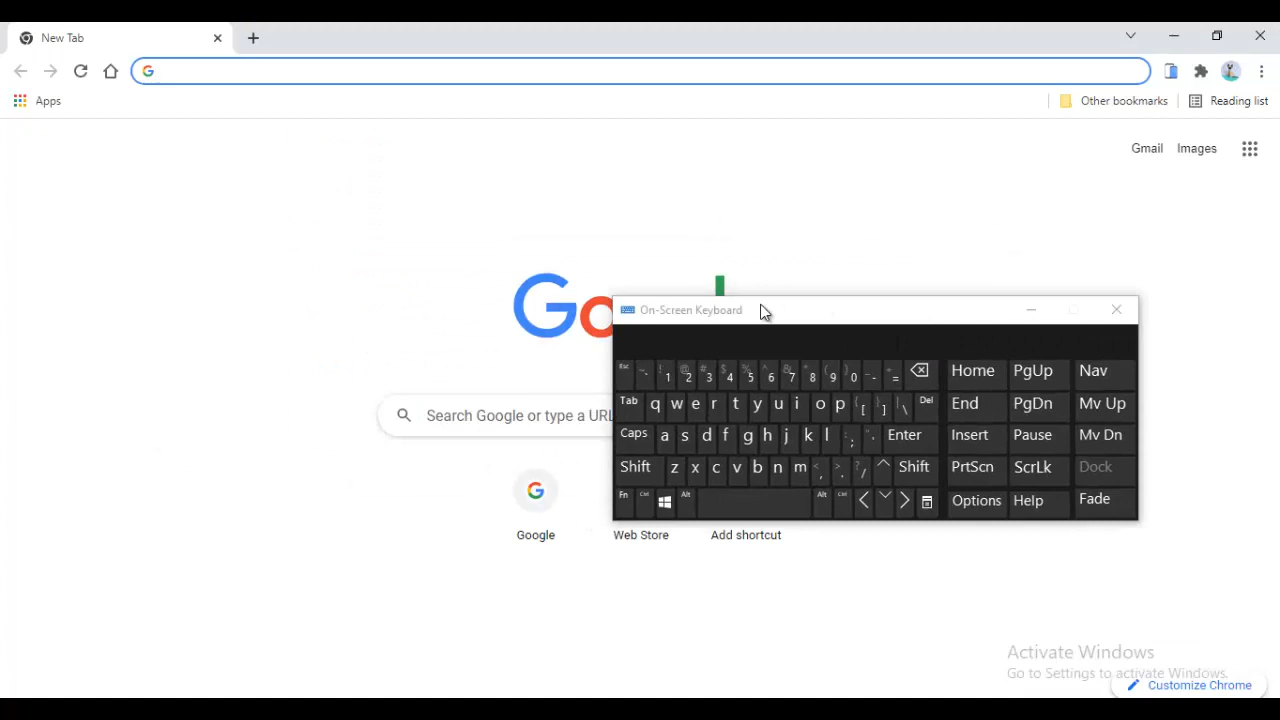 New Tab
Apps
Other bookmarks
Reading list
Gmail Images
Go
On-Screen Keyboard
Search Google or type a URL
Esc ~ ` ! 1 @ 2 # 3 $ 4 % 5 ^ 6 & 7 * 8 ( 9 ) 0 _ - + = Home PgUp Nav
Tab q w e r t y u i o p { [ } ] | \ Del End PgDn Mv Up
Caps a s d f g h j k l : ; " ' Enter Insert Pause Mv Dn
Shift z x c v b n m < , > . ? / ^ Shift PrtScn ScrLk Dock
Fn Ctrl Alt Alt Ctrl Options Help Fade
Google
Web Store
Add shortcut
Activate Windows
Go to Settings to activate Windows.
Customize Chrome